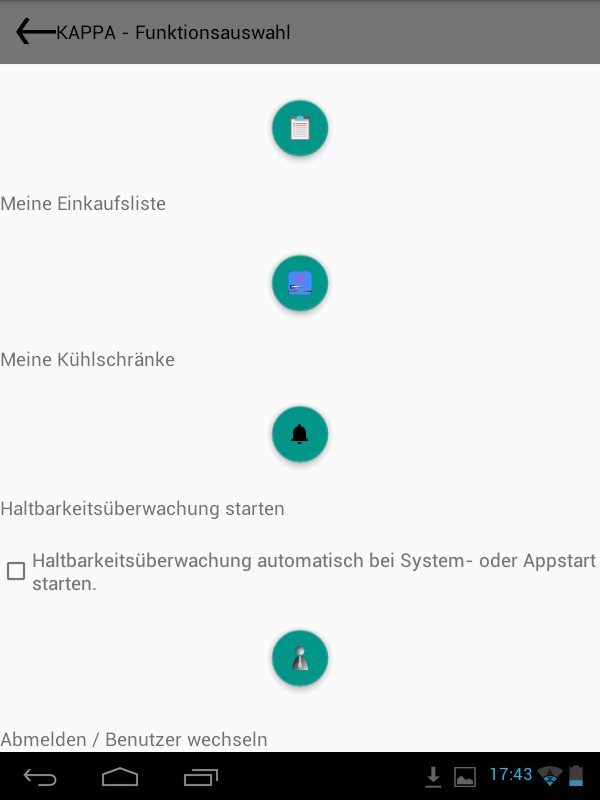 KAPPA - Funktionsauswahl
Meine Einkaufsliste
Meine Kühlschränke
Haltbarkeitsüberwachung starten
Haltbarkeitsüberwachung automatisch bei System- oder Appstart
starten.
Abmelden / Benutzer wechseln
17:43